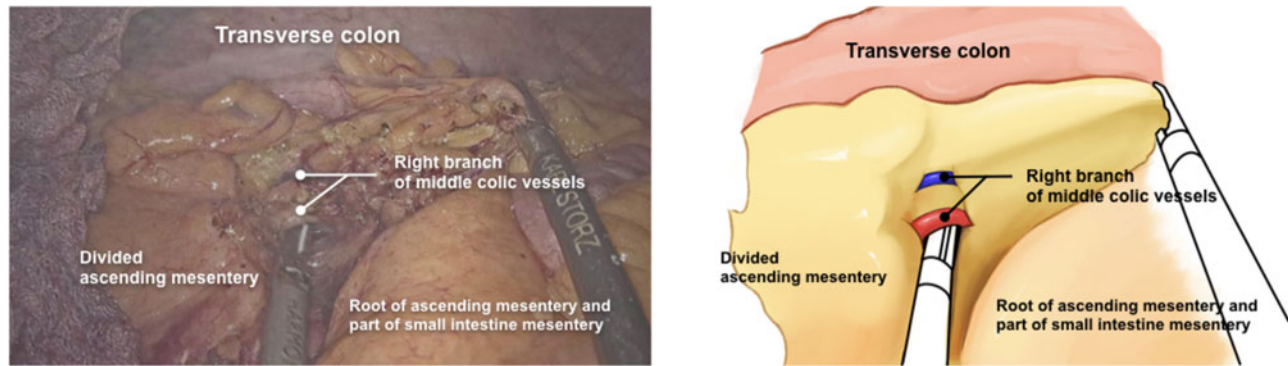 Transverse colon
Right branch
of middle colic vessels
Divided
ascending mesentery
Root of ascending mesentery and
part of small intestine mesentery
STORZ
Transverse colon
Right branch
of middle colic vessels
Divided
ascending mesentery
Root of ascending mesentery and
part of small intestine mesentery